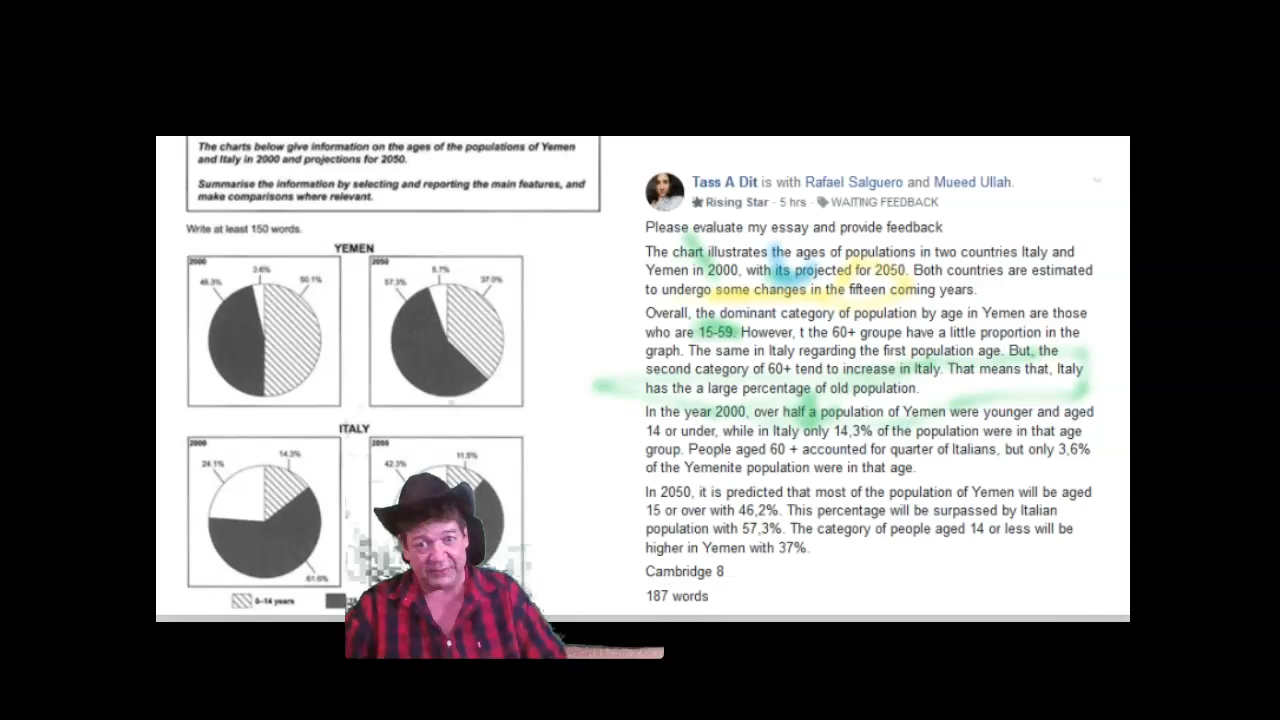 The charts below give information on the ages of the populations of Yemen
and Italy in 2000 and projections for 2050.
Summarise the information by selecting and reporting the main features, and
make comparisons where relevant.
Write at least 150 words.
YEMEN
2000
46.3%
3.6%
50.1%
2050
57.3%
5.7%
37.0%
ITALY
2000
24.1%
14.3%
61.6%
2050
42.3%
11.5%
0–14 years
Tass A Dit is with Rafael Salguero and Mueed Ullah.
Rising Star · 5 hrs · WAITING FEEDBACK
Please evaluate my essay and provide feedback
The chart illustrates the ages of populations in two countries Italy and
Yemen in 2000, with its projected for 2050. Both countries are estimated
to undergo some changes in the fifteen coming years.
Overall, the dominant category of population by age in Yemen are those
who are 15-59. However, t the 60+ groupe have a little proportion in the
graph. The same in Italy regarding the first population age. But, the
second category of 60+ tend to increase in Italy. That means that, Italy
has the a large percentage of old population.
In the year 2000, over half a population of Yemen were younger and aged
14 or under, while in Italy only 14,3% of the population were in that age
group. People aged 60 + accounted for quarter of Italians, but only 3,6%
of the Yemenite population were in that age.
In 2050, it is predicted that most of the population of Yemen will be aged
15 or over with 46,2%. This percentage will be surpassed by Italian
population with 57,3%. The category of people aged 14 or less will be
higher in Yemen with 37%.
Cambridge 8
187 words